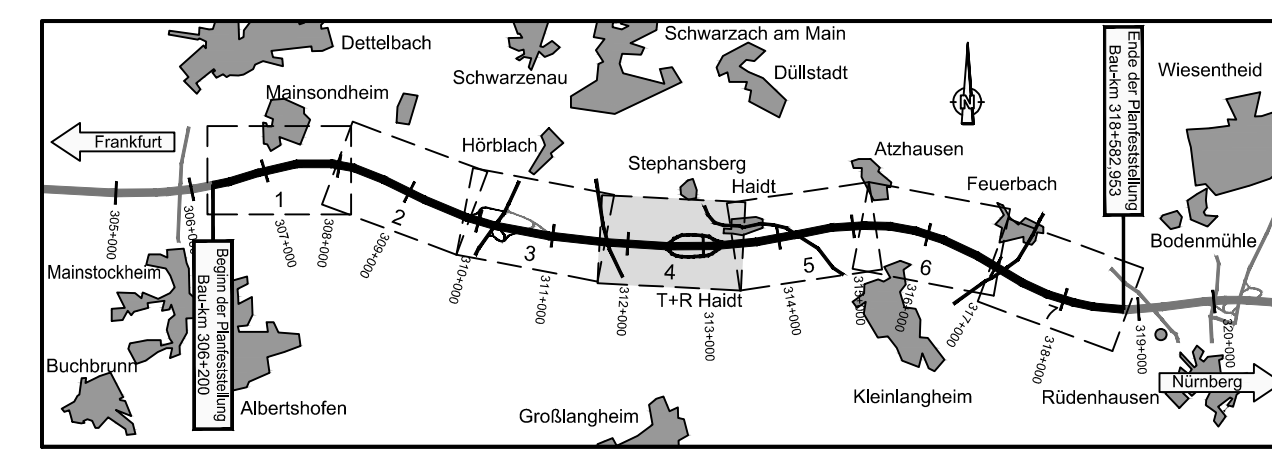 Dettelbach
Schwarzach am Main
Schwarzenau
Düllstadt
Wiesentheid
Mainsondheim
Frankfurt
Hörblach
Stephansberg
Haidt
Atzhausen
Feuerbach
N
Ende der Planfeststellung
Bau-km 318+582.953
Bodenmühle
Mainstockheim
Buchbrunn
Albertshofen
Beginn der Planfeststellung
Bau-km 306+200
1
2
3
4
5
6
7
T+R Haidt
305+000
306+000
307+000
308+000
309+000
310+000
311+000
312+000
313+000
314+000
315+000
316+000
317+000
318+000
319+000
320+000
Großlangheim
Kleinlangheim
Rüdenhausen
Nürnberg